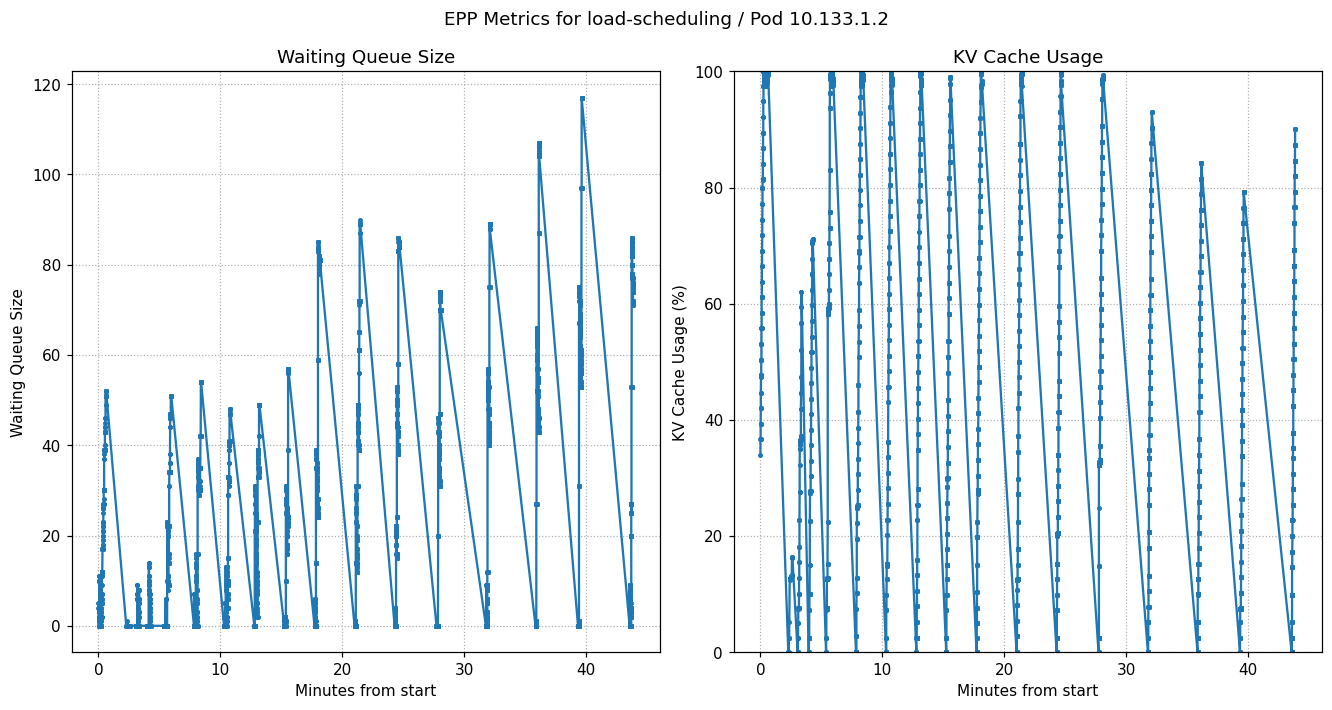 EPP Metrics for load-scheduling / Pod 10.133.1.2
Waiting Queue Size
120
100
80
60
40
20
0
Waiting Queue Size
0 10 20 30 40
Minutes from start
KV Cache Usage
100
80
60
40
20
0
KV Cache Usage (%)
0 10 20 30 40
Minutes from start